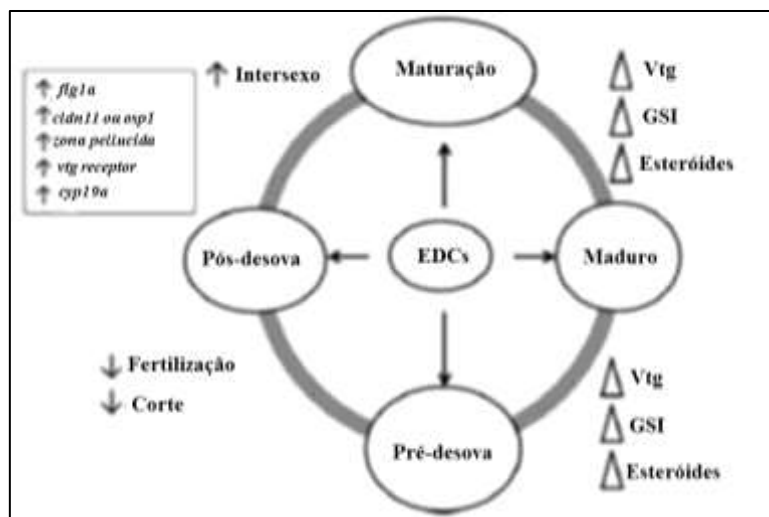 ↑ Intersexo
Maturação
↑ figla
↑ cldn11 ou osp1
↑ zona pellucida
↑ vtg receptor
↑ cyp19a
△ Vtg
△ GSI
△ Esteróides
Pós-desova
EDCs
Maduro
↓ Fertilização
↓ Corte
Pré-desova
△ Vtg
△ GSI
△ Esteróides